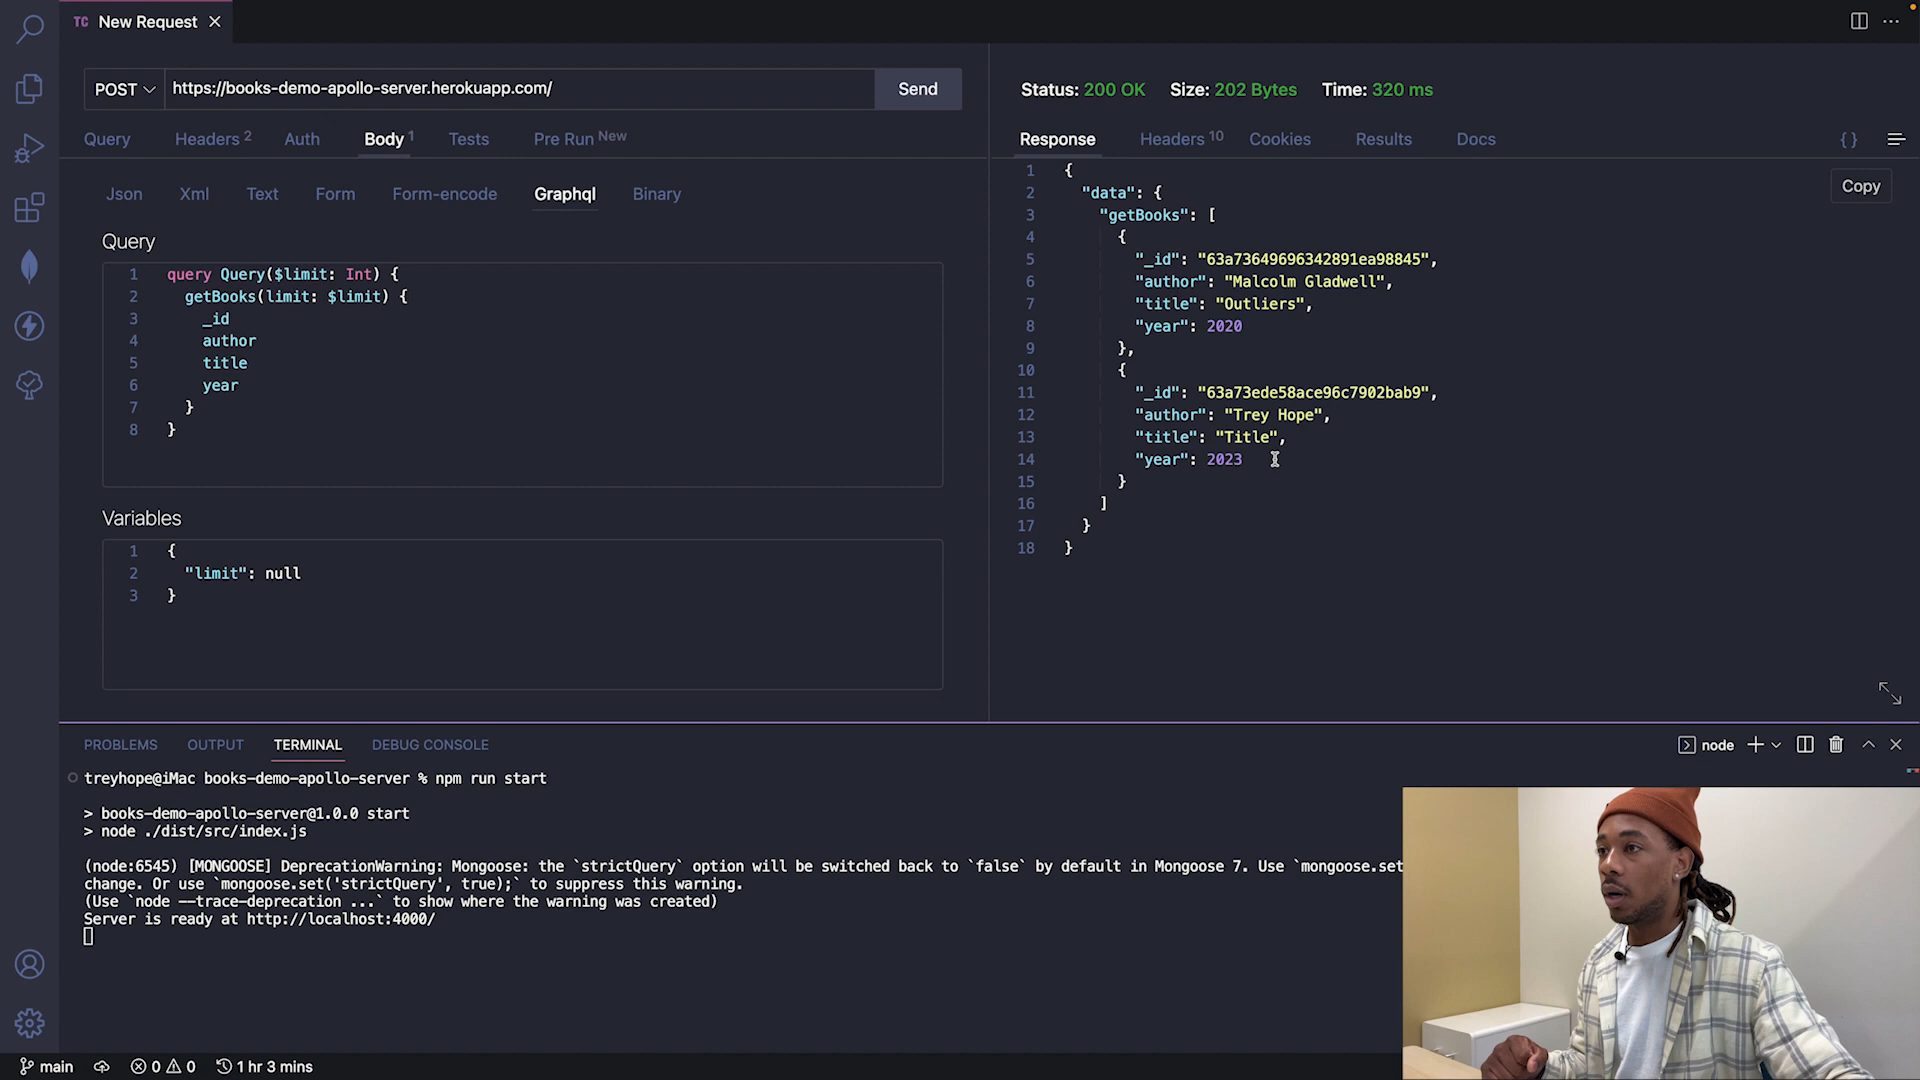 TC New Request
POST https://books-demo-apollo-server.herokuapp.com/ Send
Query Headers 2 Auth Body 1 Tests Pre Run New
Json Xml Text Form Form-encode Graphql Binary
Query
1 query Query($limit: Int) {
2 getBooks(limit: $limit) {
3 _id
4 author
5 title
6 year
7 }
8 }
Variables
1 {
2 "limit": null
3 }
Status: 200 OK Size: 202 Bytes Time: 320 ms
Response Headers 10 Cookies Results Docs { }
Copy
1 {
2 "data": {
3 "getBooks": [
4 {
5 "_id": "63a73649696342891ea98845",
6 "author": "Malcolm Gladwell",
7 "title": "Outliers",
8 "year": 2020
9 },
10 {
11 "_id": "63a73ede58ace96c7902bab9",
12 "author": "Trey Hope",
13 "title": "Title",
14 "year": 2023
15 }
16 ]
17 }
18 }
PROBLEMS OUTPUT TERMINAL DEBUG CONSOLE node
treyhope@iMac books-demo-apollo-server % npm run start
> books-demo-apollo-server@1.0.0 start
> node ./dist/src/index.js
(node:6545) [MONGOOSE] DeprecationWarning: Mongoose: the `strictQuery` option will be switched back to `false` by default in Mongoose 7. Use `mongoose.set
change. Or use `mongoose.set('strictQuery', true);` to suppress this warning.
(Use `node --trace-deprecation ...` to show where the warning was created)
Server is ready at http://localhost:4000/
main 0 0 1 hr 3 mins